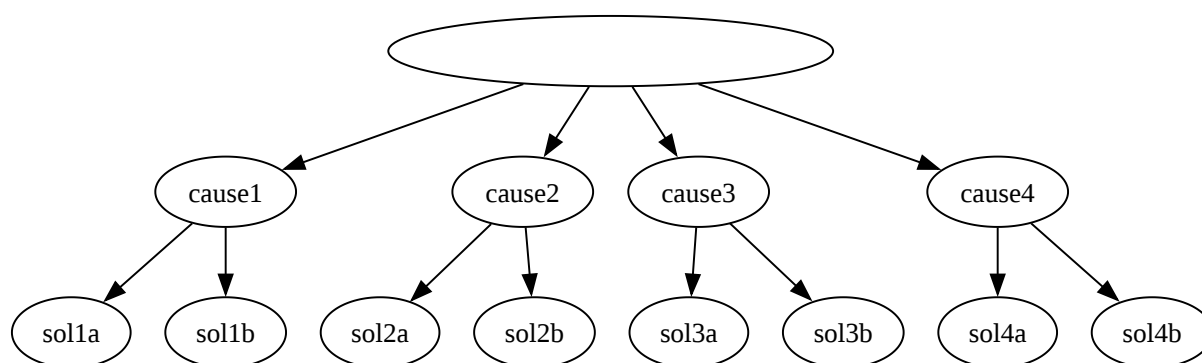 cause1
cause2
cause3
cause4
sol1a
sol1b
sol2a
sol2b
sol3a
sol3b
sol4a
sol4b